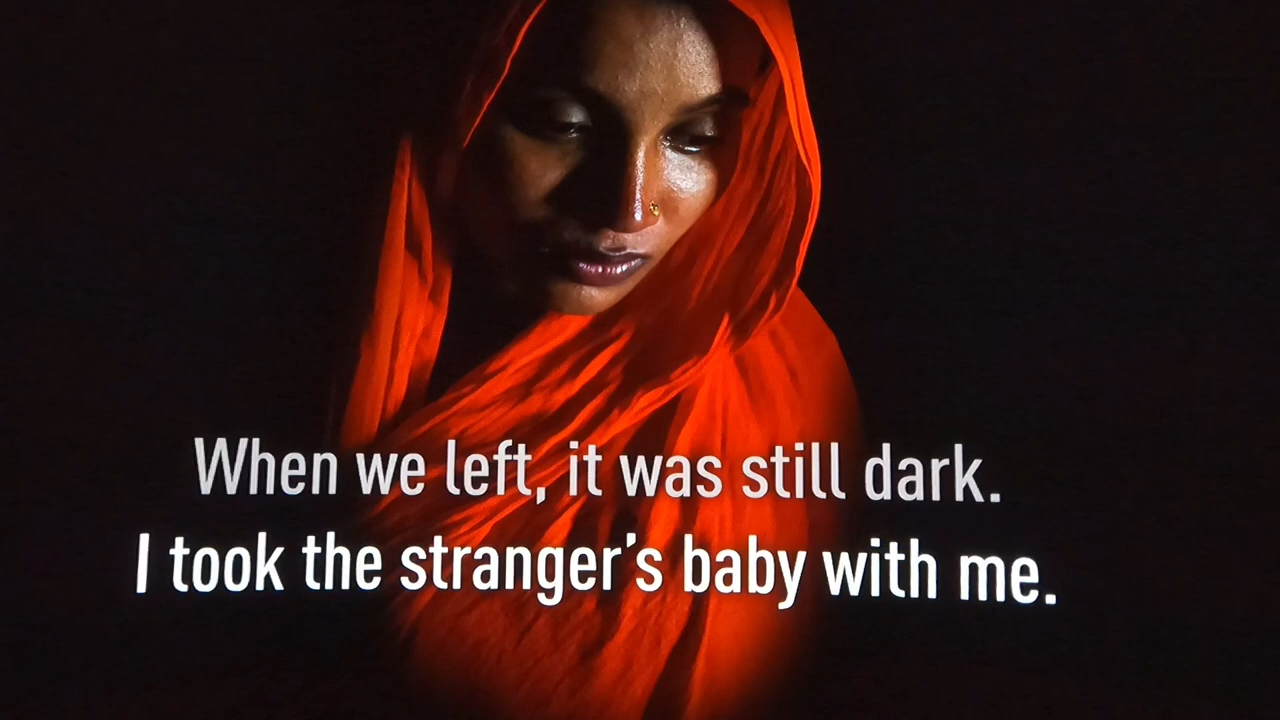 When we left, it was still dark.
I took the stranger's baby with me.